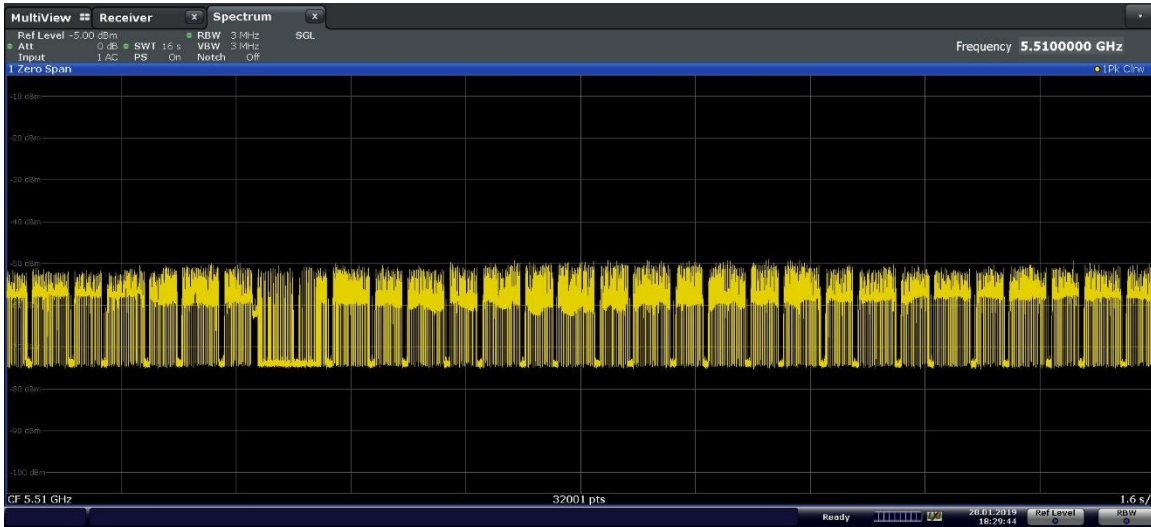 MultiView Receiver X Spectrum X
Ref Level -5.00 dBm RBW 3 MHz SGL
Att 0 dB SWT 16 s VBW 3 MHz
Input 1 AC PS On Notch Off
Frequency 5.5100000 GHz
1 Zero Span 1Pk Clrw
-10 dBm
-20 dBm
-30 dBm
-40 dBm
-50 dBm
-80 dBm
-90 dBm
-100 dBm
CF 5.51 GHz 32001 pts 1.6 s/
Ready 28.01.2019 Ref Level RBW
18:29:44